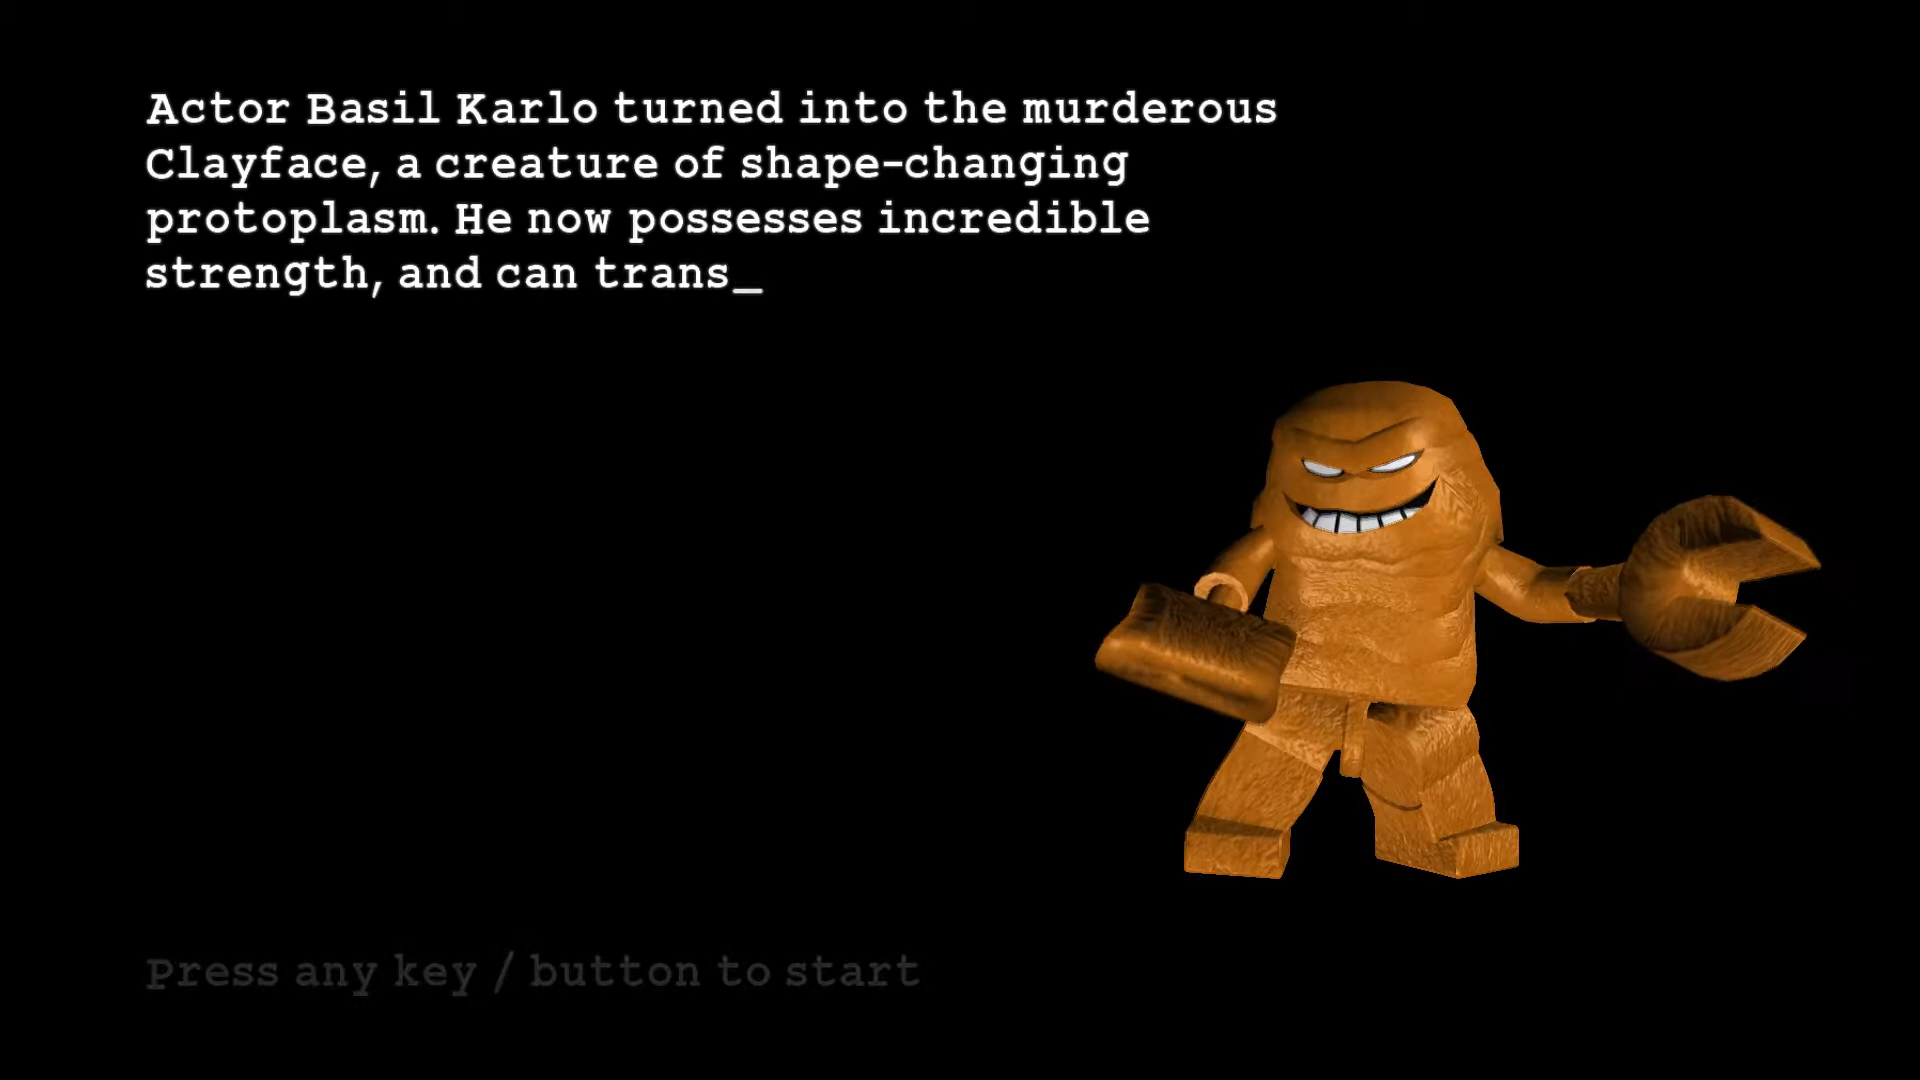 Actor Basil Karlo turned into the murderous
Clayface, a creature of shape-changing
protoplasm. He now possesses incredible
strength, and can trans_
Press any key / button to start